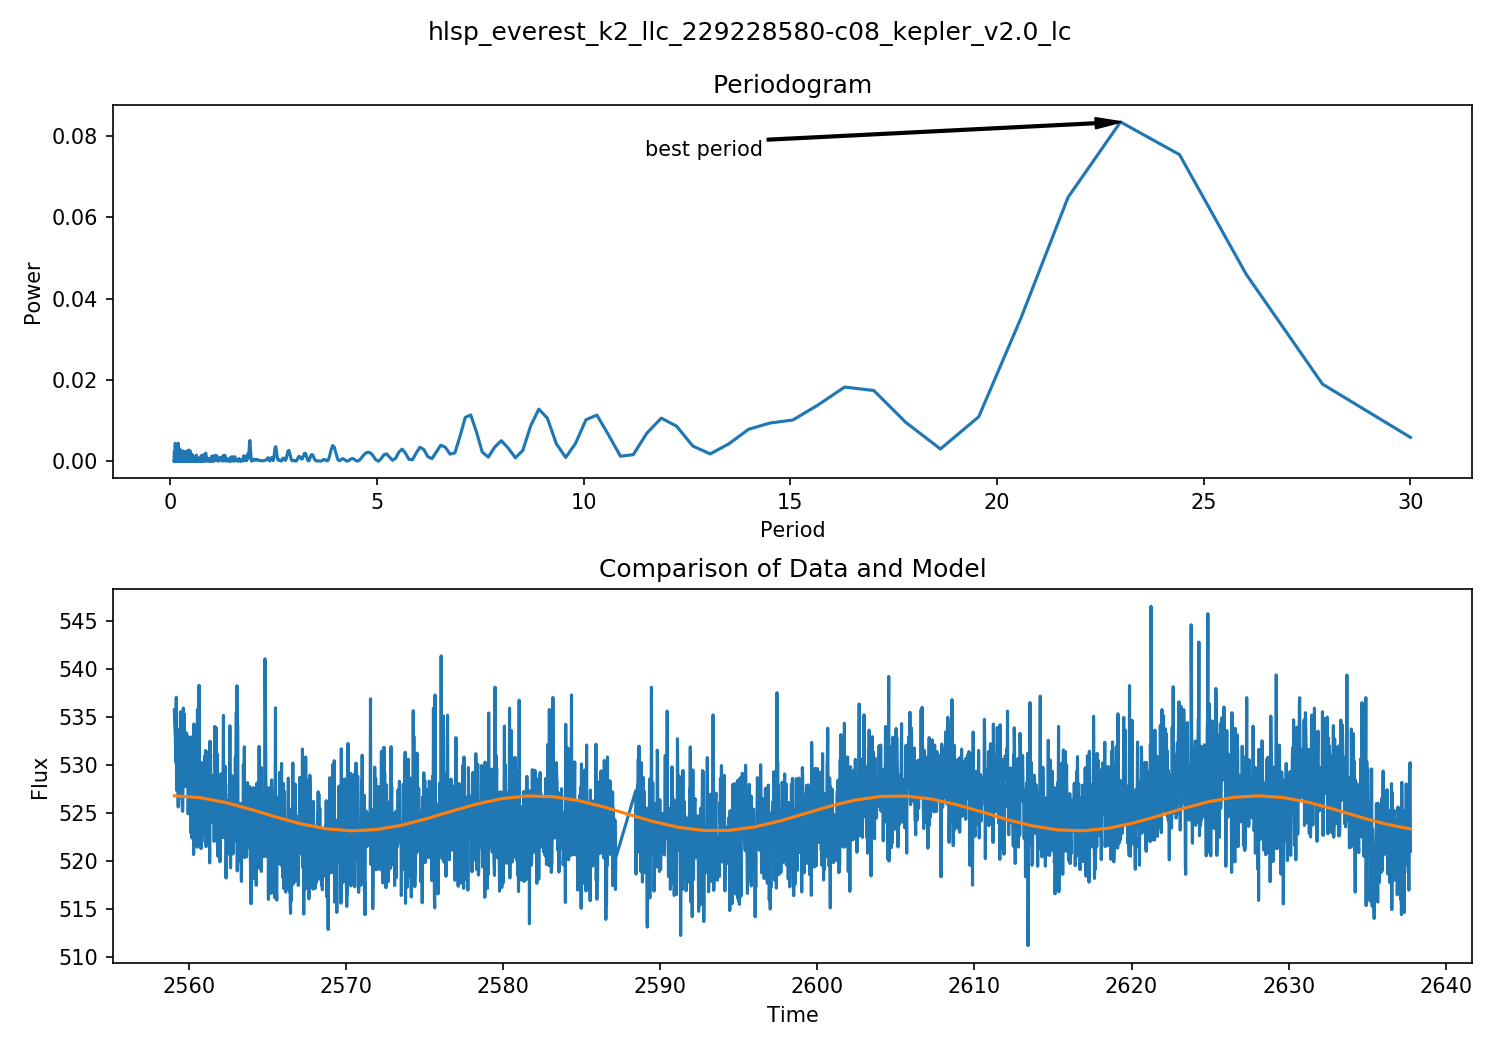 hlsp_everest_k2_llc_229228580-c08_kepler_v2.0_lc
Periodogram
best period
0.08
0.06
0.04
0.02
0.00
Power
0 5 10 15 20 25 30
Period
Comparison of Data and Model
545
540
535
530
525
520
515
510
Flux
2560 2570 2580 2590 2600 2610 2620 2630 2640
Time